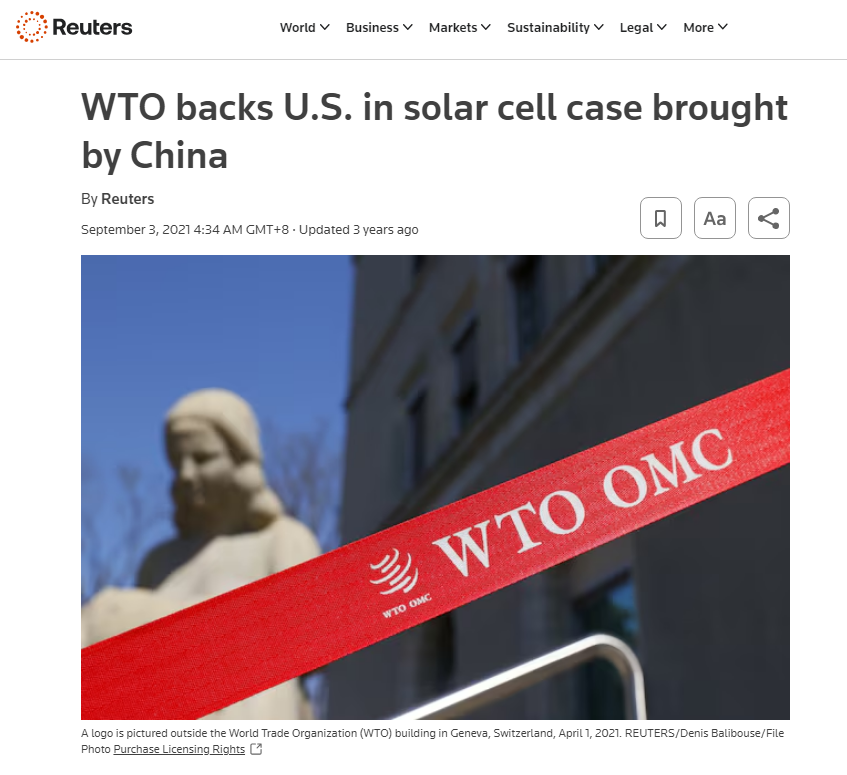 Reuters
World Business Markets Sustainability Legal More
WTO backs U.S. in solar cell case brought
by China
By Reuters
September 3, 2021 4:34 AM GMT+8 · Updated 3 years ago
Aa
WTO OMC
WTO OMC
A logo is pictured outside the World Trade Organization (WTO) building in Geneva, Switzerland, April 1, 2021. REUTERS/Denis Balibouse/File
Photo Purchase Licensing Rights